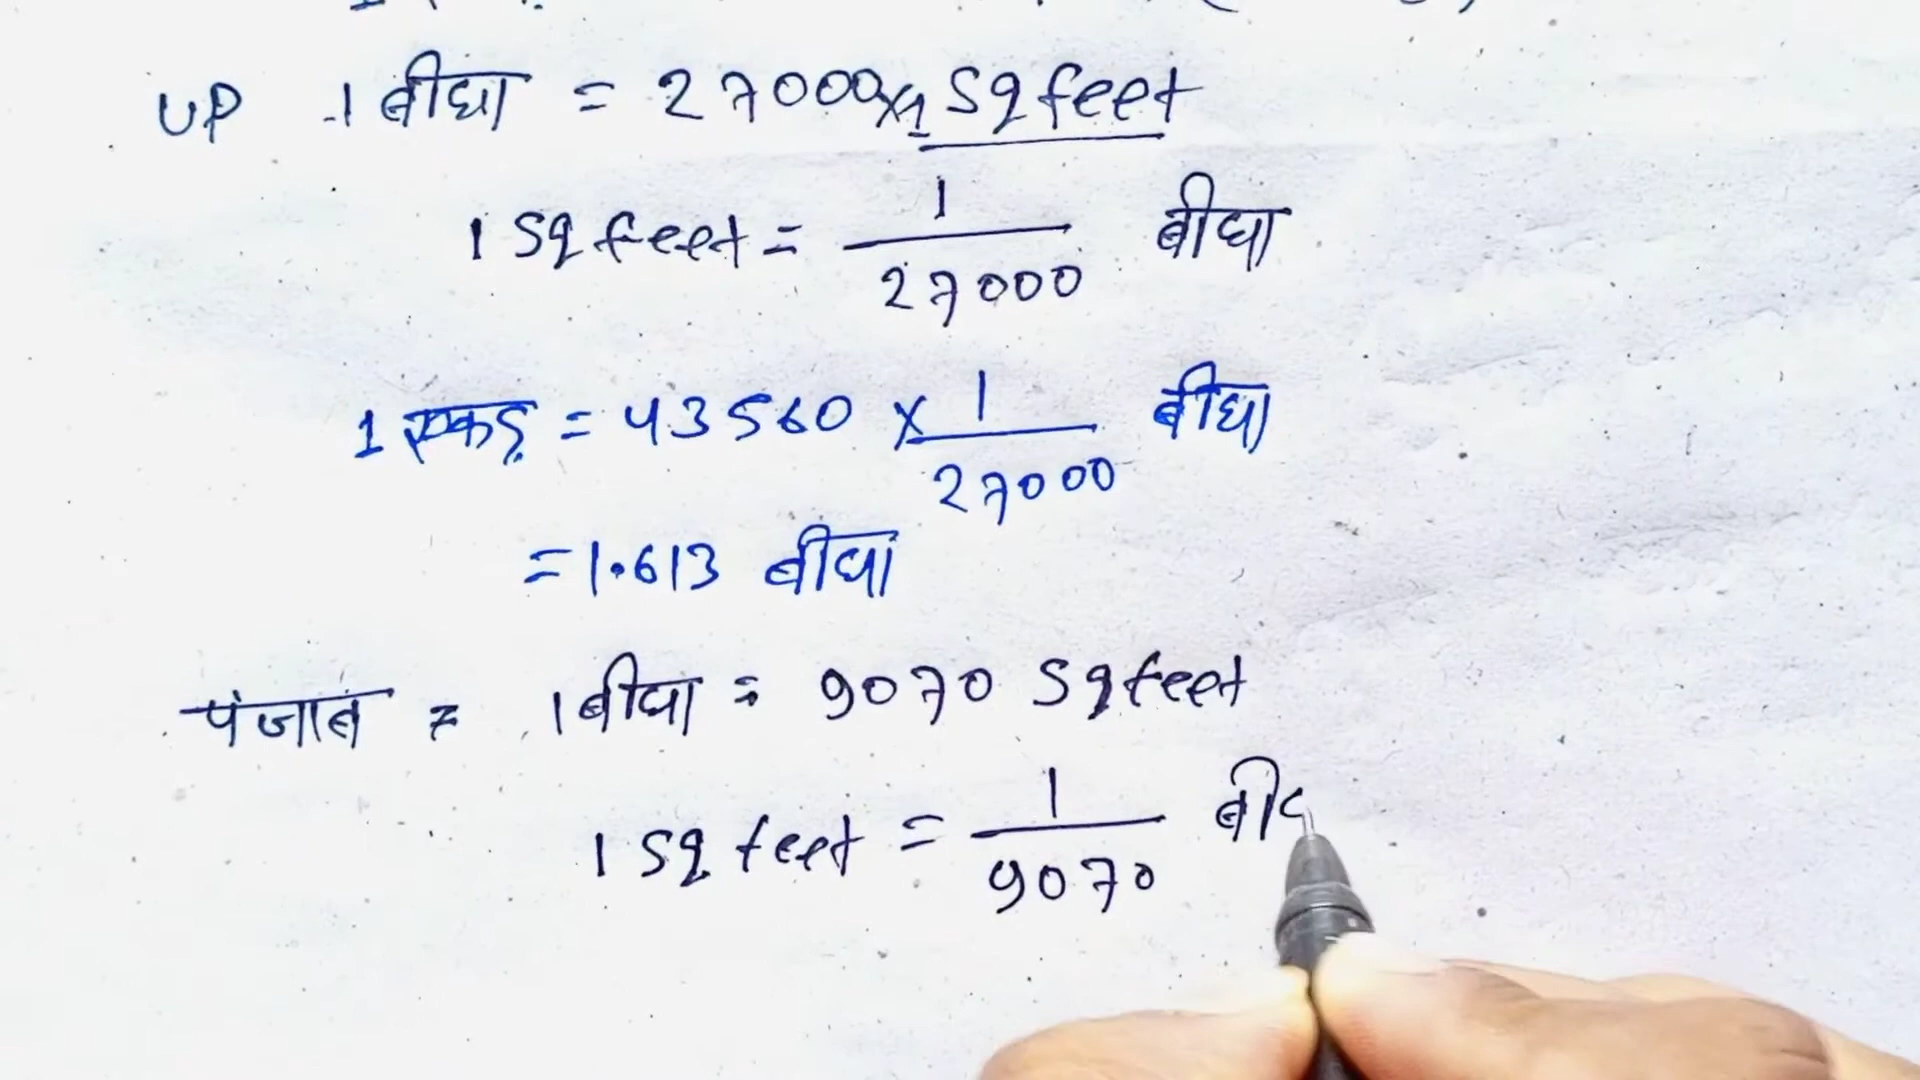 UP 1 बीघा = 27000x1 sq feet
1 sq feet = 1/27000 बीघा
1 एकड़ = 43560 x 1/27000 बीघा
= 1.613 बीघा
पंजाब = 1 बीघा = 9070 sq feet
1 sq feet = 1/9070